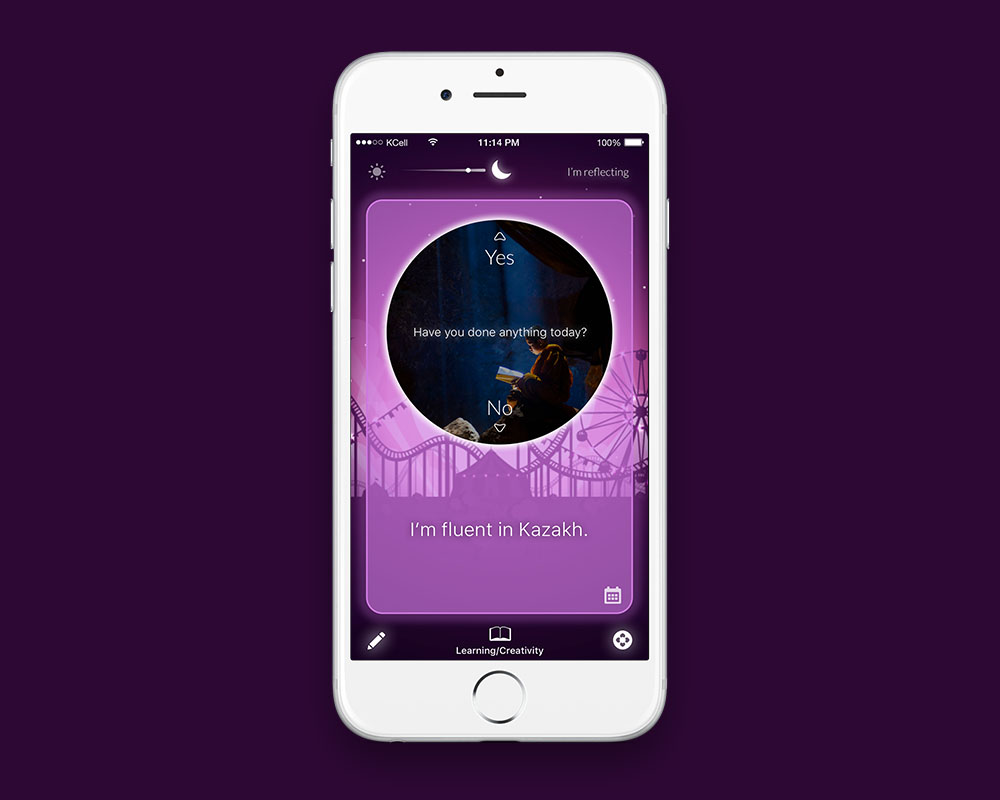 KCell 11:14 PM 100%
I'm reflecting
Yes
Have you done anything today?
No
I'm fluent in Kazakh.
Learning/Creativity